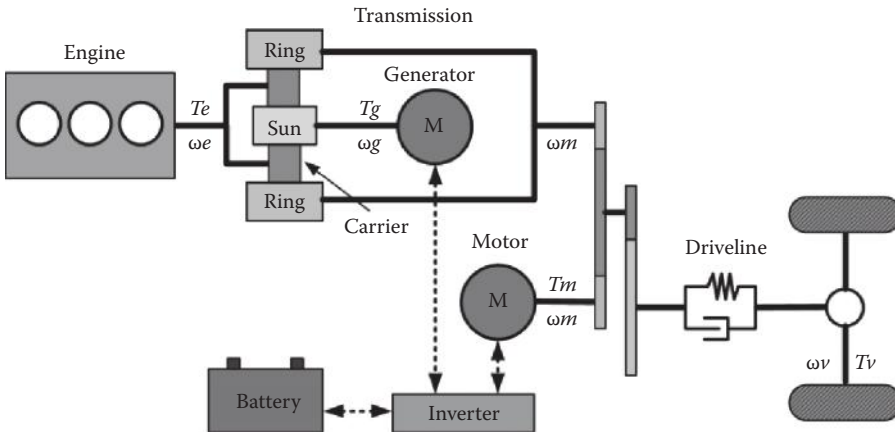 Transmission
Engine
Ring
Generator
Te
ωe
Sun
Tg
ωg
M
ωm
Ring
Carrier
Motor
M
Tm
ωm
Driveline
ωv Tv
Battery
Inverter